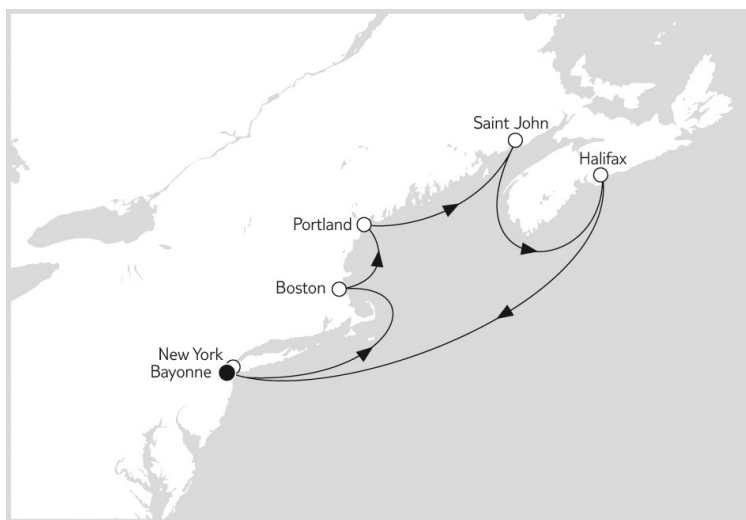 Saint John
Halifax
Portland
Boston
New York
Bayonne